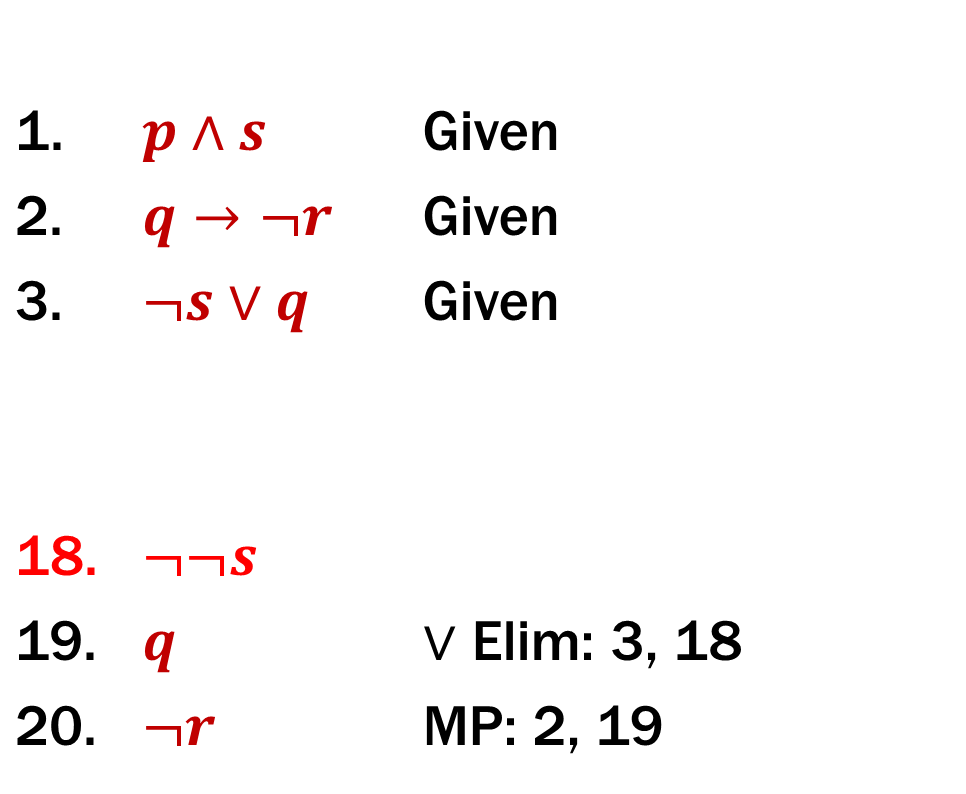 1. p ∧ s Given
2. q → ¬r Given
3. ¬s ∨ q Given
18. ¬¬s
19. q ∨ Elim: 3, 18
20. ¬r MP: 2, 19